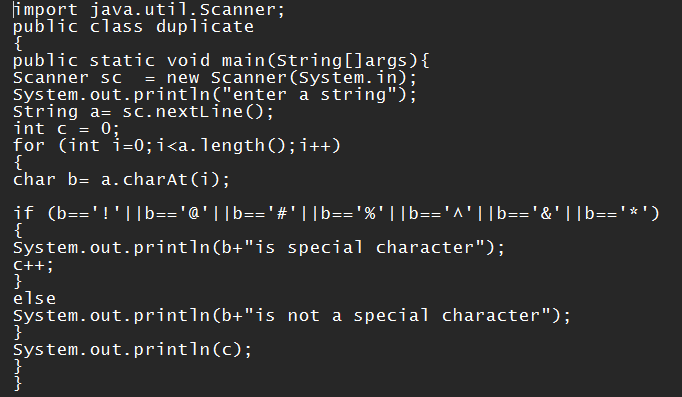 import java.util.Scanner;
public class duplicate
{
public static void main(String[]args){
Scanner sc  = new Scanner(System.in);
System.out.println("enter a string");
String a= sc.nextLine();
int c = 0;
for (int i=0;i<a.length();i++)
{
char b= a.charAt(i);

if (b=='!'||b=='@'||b=='#'||b=='%'||b=='^'||b=='&'||b=='*')
{
System.out.println(b+"is special character");
c++;
}
else
System.out.println(b+"is not a special character");
}
System.out.println(c);
}
}